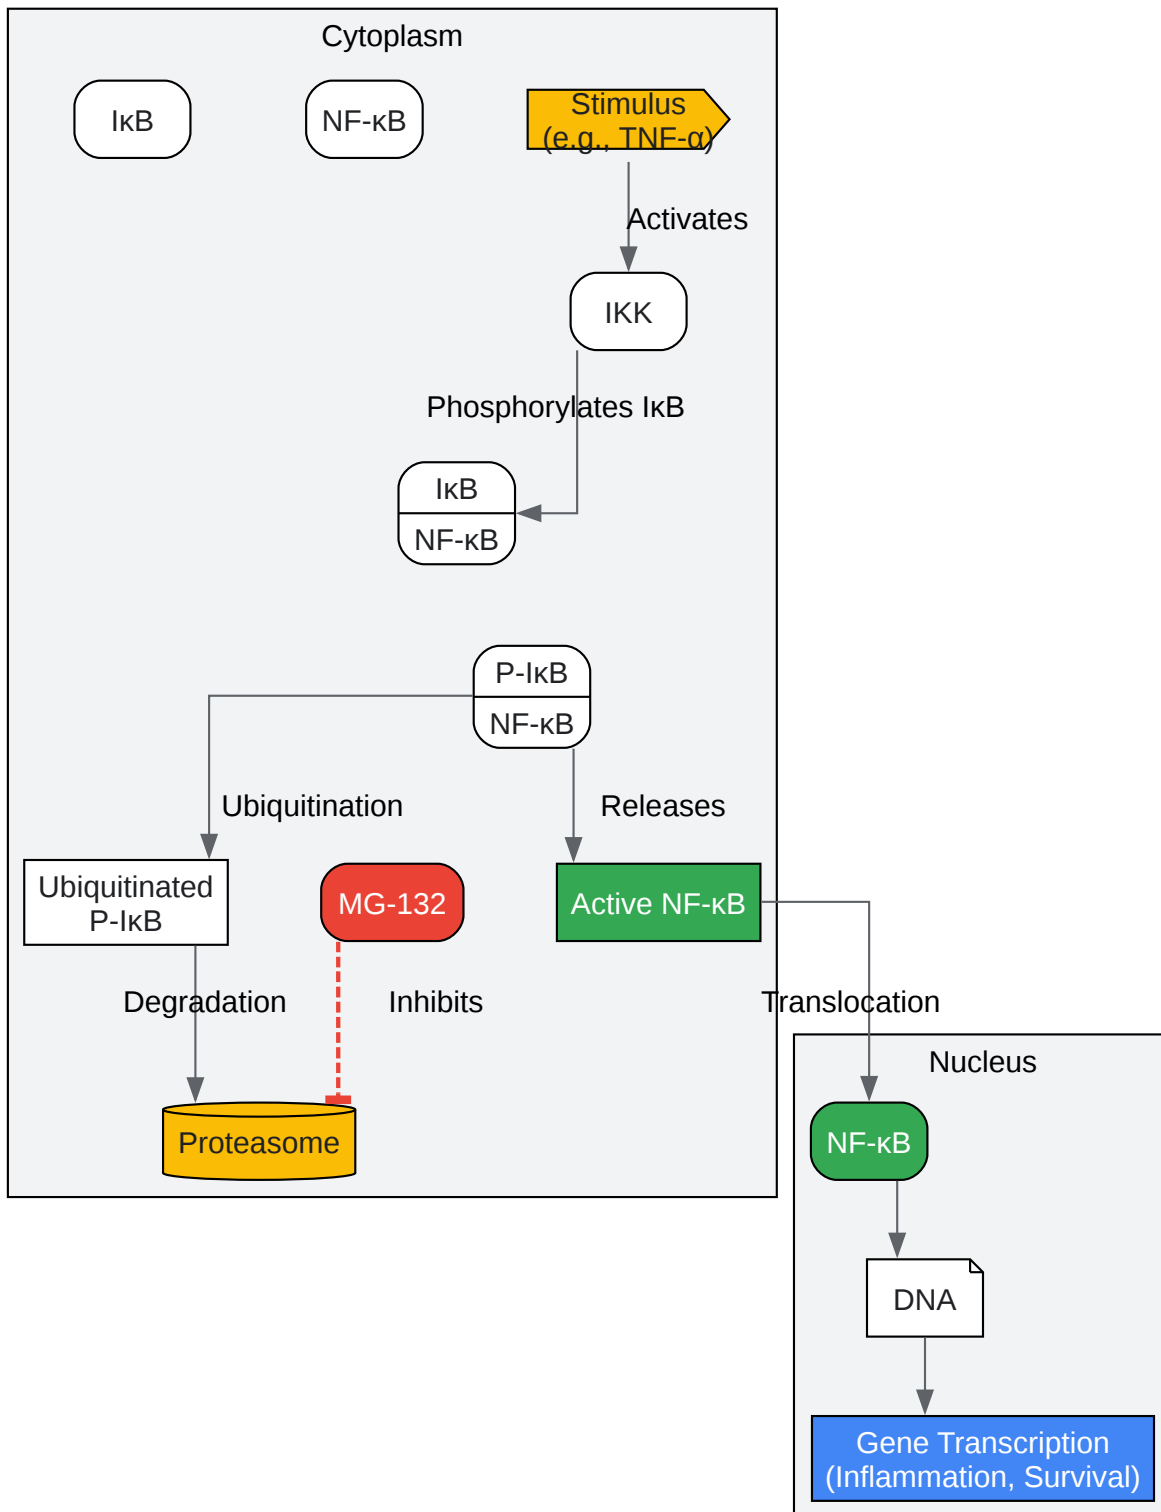 Cytoplasm
IκB
NF-κB
Stimulus
(e.g., TNF-α)
Activates
IKK
Phosphorylates IκB
IκB
NF-κB
P-IκB
NF-κB
Ubiquitination
Releases
Ubiquitinated
P-IκB
MG-132
Active NF-κB
Degradation
Inhibits
Translocation
Nucleus
Proteasome
NF-κB
DNA
Gene Transcription
(Inflammation, Survival)